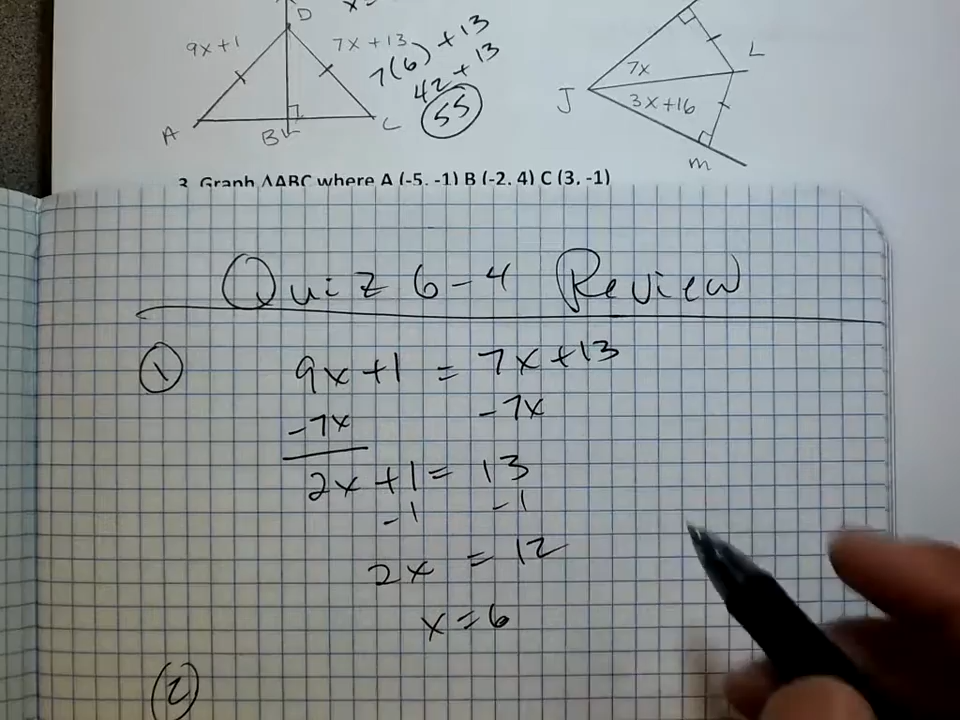 D
9x+1
7x+13
7(6) + 13
42 + 13
55
A
B
C
7x
L
J
3x+16
m
3. Graph ΔABC where A (-5, -1) B (-2, 4) C (3, -1)
Quiz 6-4 Review
1 9x+1 = 7x+13
-7x -7x
2x+1 = 13
-1 -1
2x = 12
x = 6
2